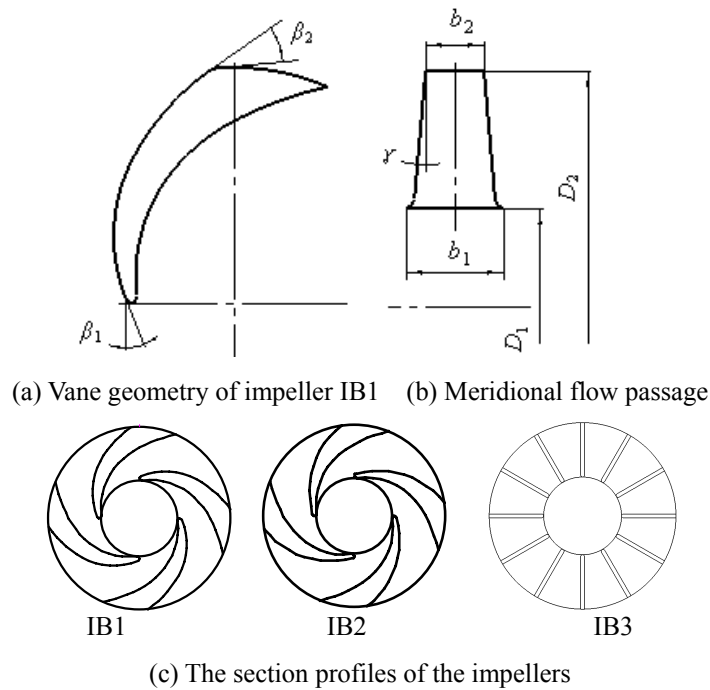 β₂
b₂
γ
b₁
D₂
D₁
β₁
(a) Vane geometry of impeller IB1 (b) Meridional flow passage
IB1 IB2 IB3
(c) The section profiles of the impellers